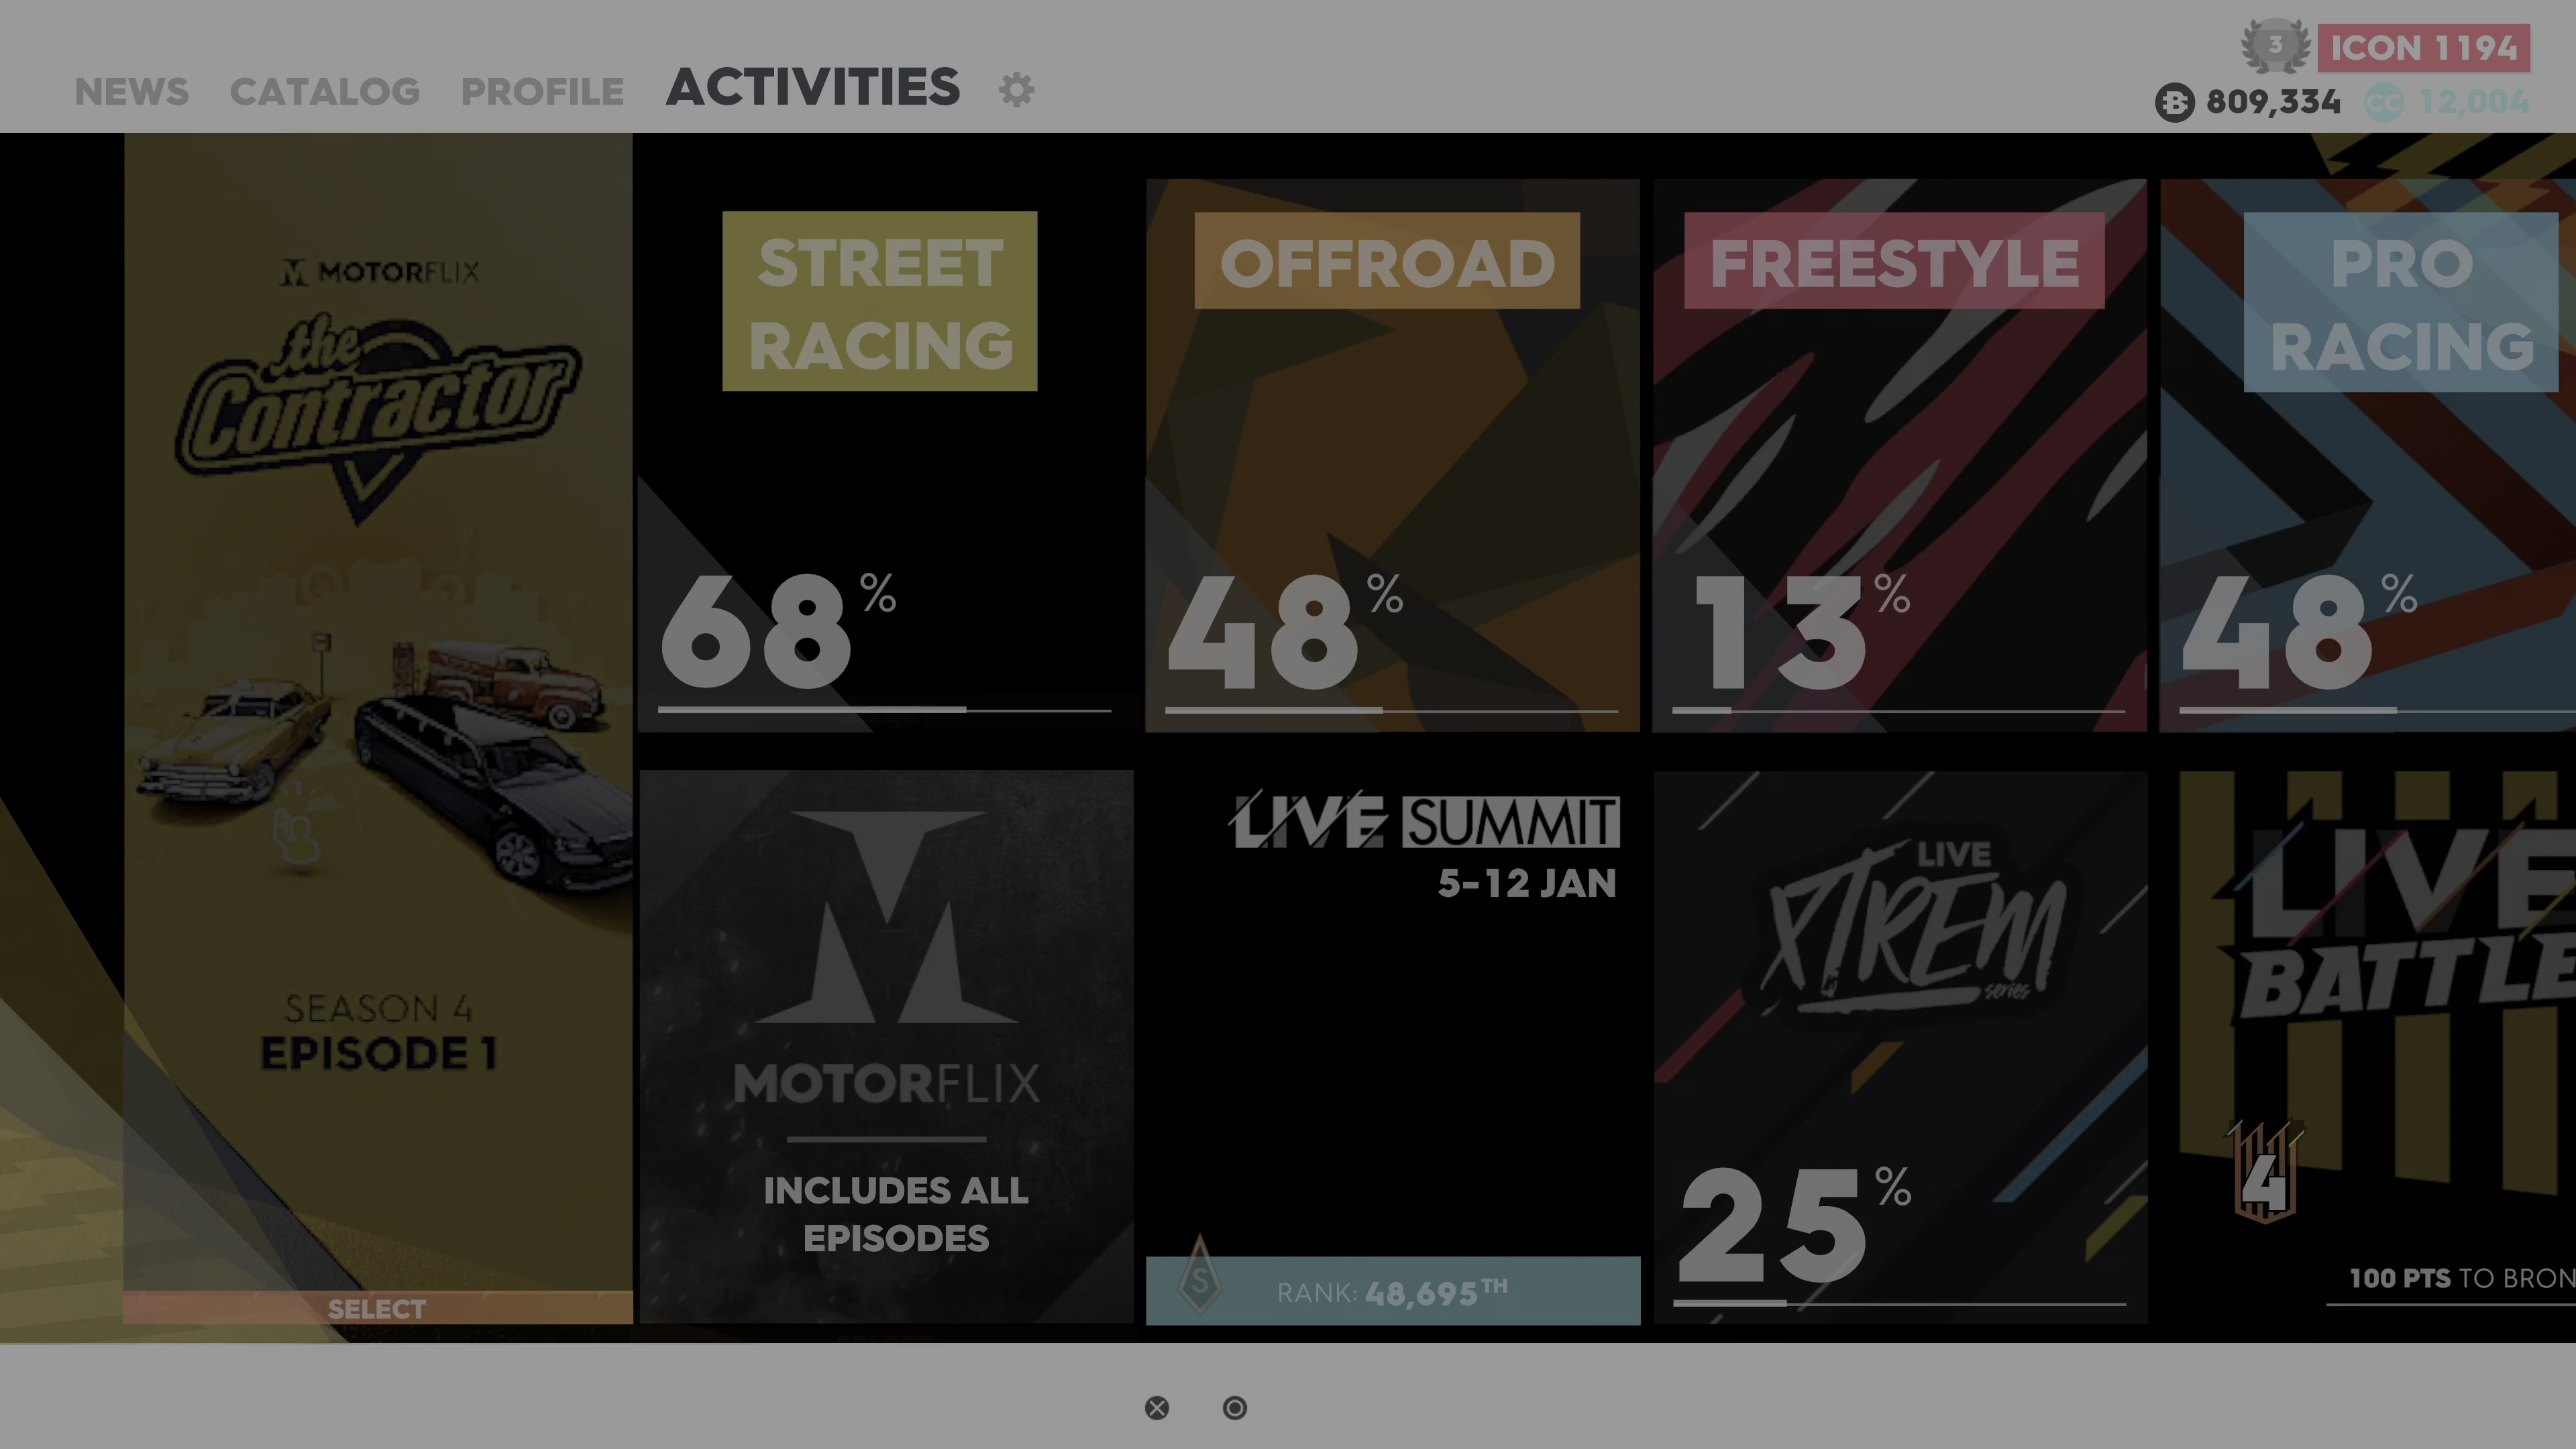 3 ICON 1194
NEWS CATALOG PROFILE ACTIVITIES
B 809,334 CC 12,004
MOTORFLIX
the
Contractor
SEASON 4
EPISODE 1
SELECT
STREET
RACING
68%
OFFROAD
48%
FREESTYLE
13%
PRO
RACING
48%
MOTORFLIX
INCLUDES ALL
EPISODES
LIVE SUMMIT
5-12 JAN
S RANK: 48,695TH
LIVE
XTREM
series
25%
LIVE
BATTLE
4
100 PTS TO BRON